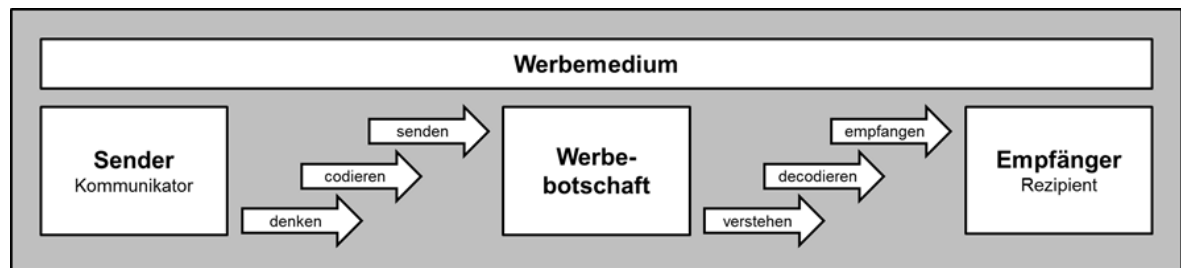 Werbemedium
Sender
Kommunikator
denken
codieren
senden
Werbe-
botschaft
verstehen
decodieren
empfangen
Empfänger
Rezipient